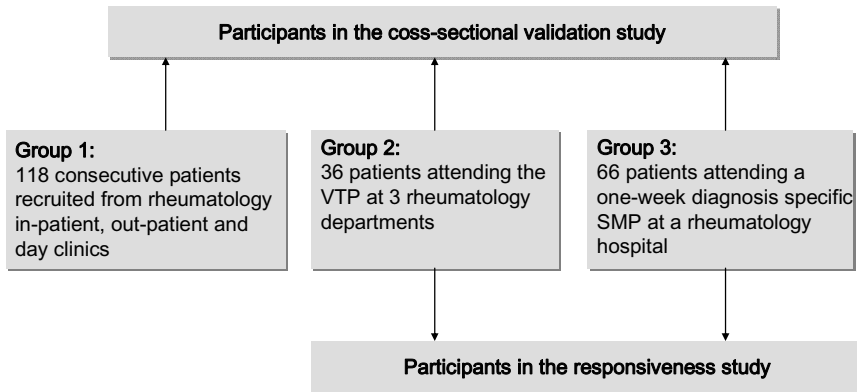 Participants in the coss-sectional validation study
Group 1:
118 consecutive patients
recruited from rheumatology
in-patient, out-patient and
day clinics
Group 2:
36 patients attending the
VTP at 3 rheumatology
departments
Group 3:
66 patients attending a
one-week diagnosis specific
SMP at a rheumatology
hospital
Participants in the responsiveness study